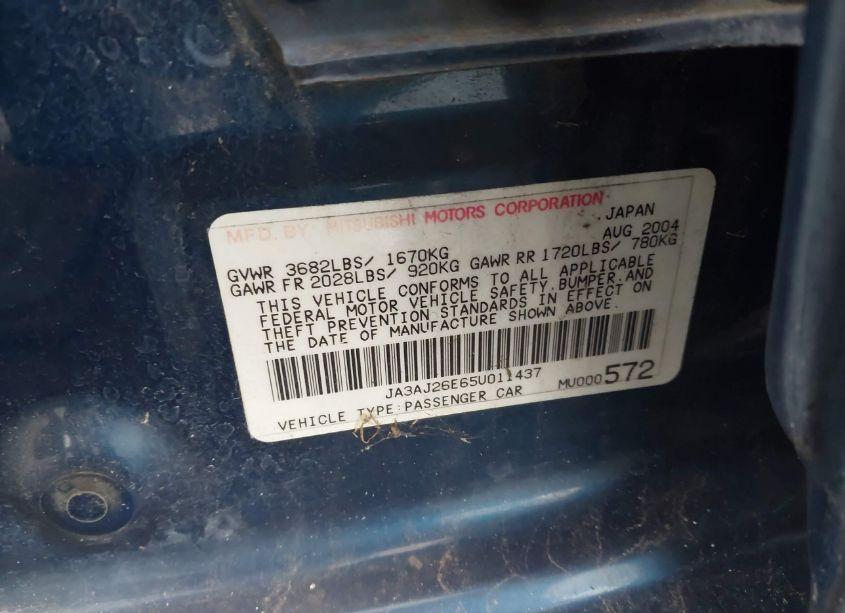 MFD. BY MITSUBISHI MOTORS CORPORATION JAPAN
AUG 2004
GVWR 3682LBS/ 1670KG
GAWR FR 2028LBS/ 920KG GAWR RR 1720LBS/ 780KG
THIS VEHICLE CONFORMS TO ALL APPLICABLE
FEDERAL MOTOR VEHICLE SAFETY,BUMPER,AND
THEFT PREVENTION STANDARDS IN EFFECT ON
THE DATE OF MANUFACTURE SHOWN ABOVE.
JA3AJ26E65U011437
VEHICLE TYPE:PASSENGER CAR MU000572